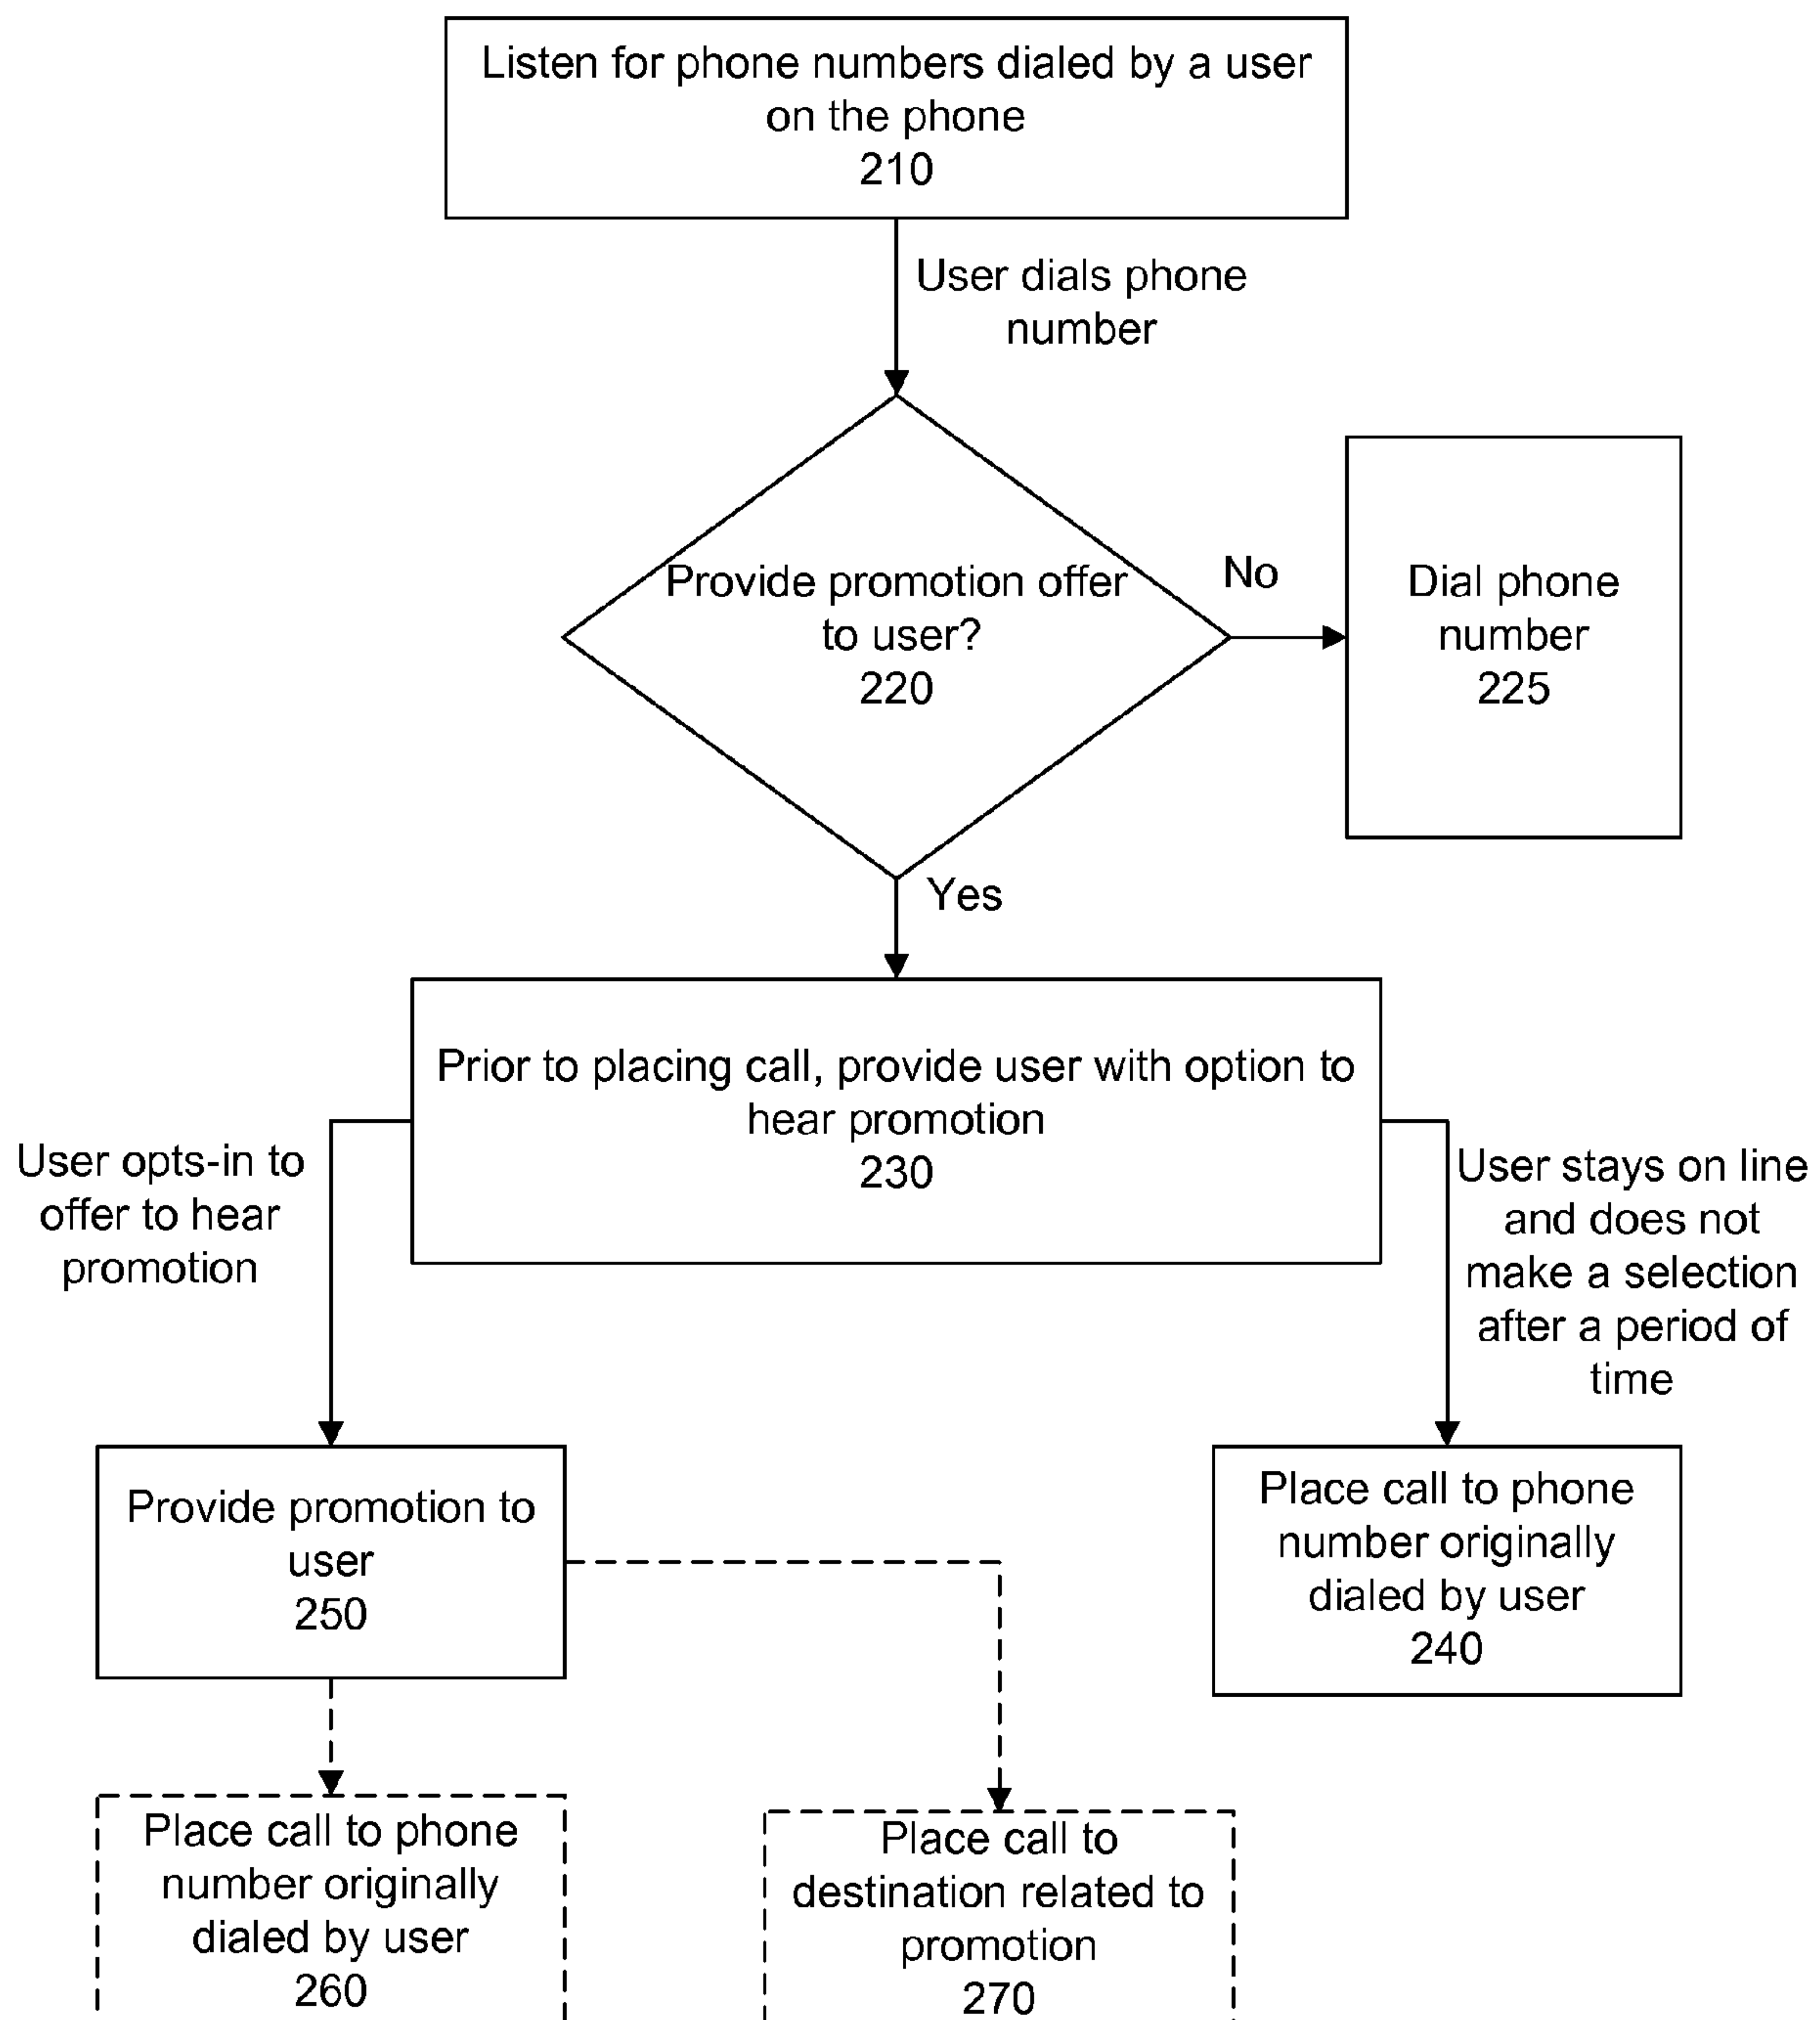 Listen for phone numbers dialed by a user
on the phone
210
User dials phone
number
Provide promotion offer
to user?
220
No
Dial phone
number
225
Yes
Prior to placing call, provide user with option to
hear promotion
230
User opts-in to
offer to hear
promotion
User stays on line
and does not
make a selection
after a period of
time
Provide promotion to
user
250
Place call to phone
number originally
dialed by user
240
Place call to phone
number originally
dialed by user
260
Place call to
destination related to
promotion
270